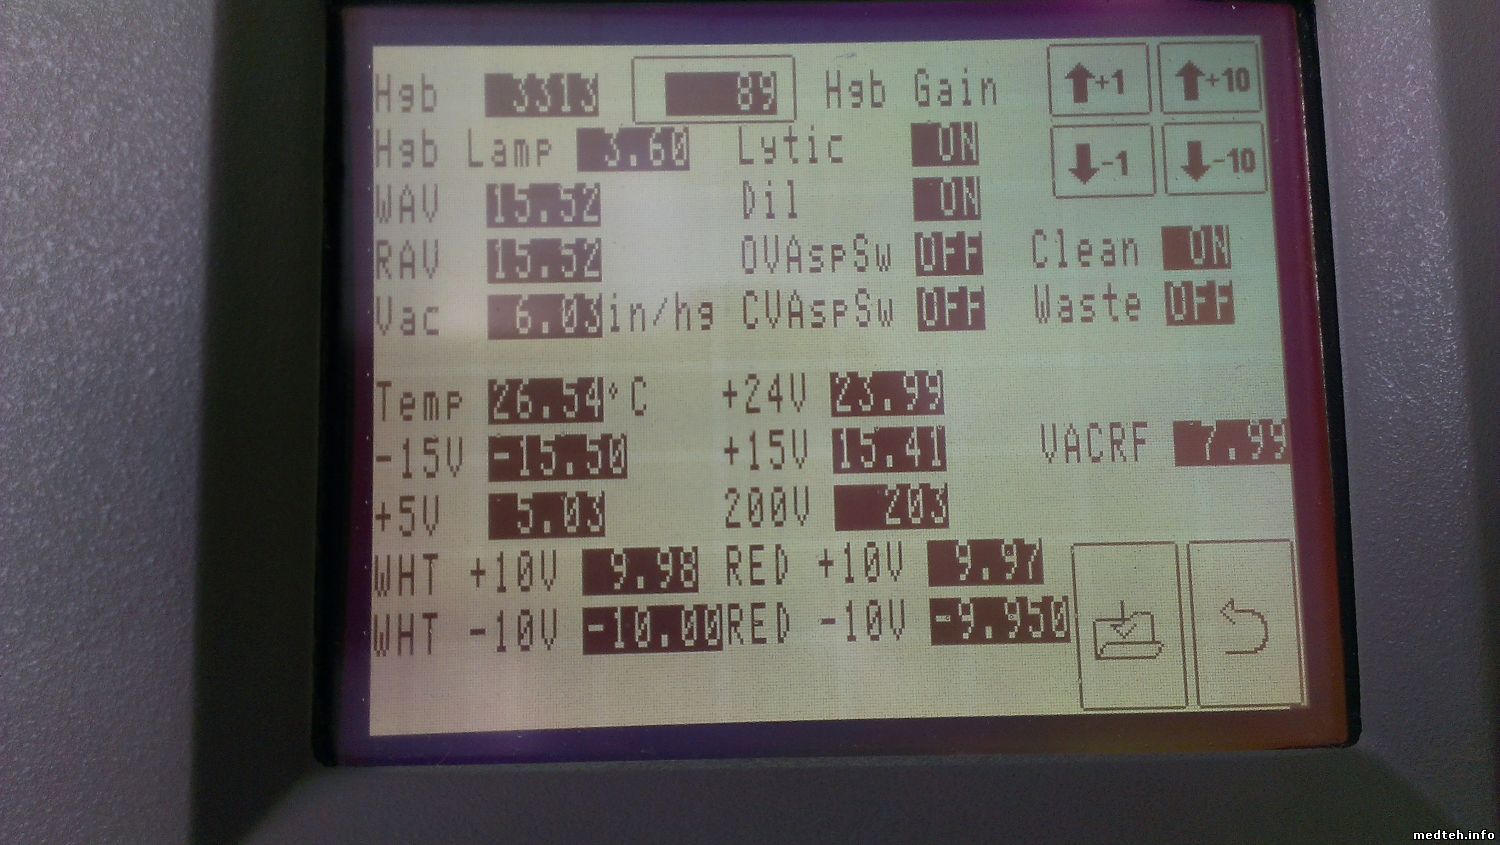 Hgb 3313 89 Hgb Gain +1 +10
Hgb Lamp 3.60 Lytic ON -1 -10
WAV 15.52 Dil ON
RAV 15.52 OVAspSw OFF Clean ON
Vac 6.03in/hg CVAspSw OFF Waste OFF
Temp 26.54°C +24V 23.99
-15V -15.50 +15V 15.41 VACRF 7.99
+5V 5.03 200V 203
WHT +10V 9.98 RED +10V 9.97
WHT -10V -10.00 RED -10V -9.950
medteh.info